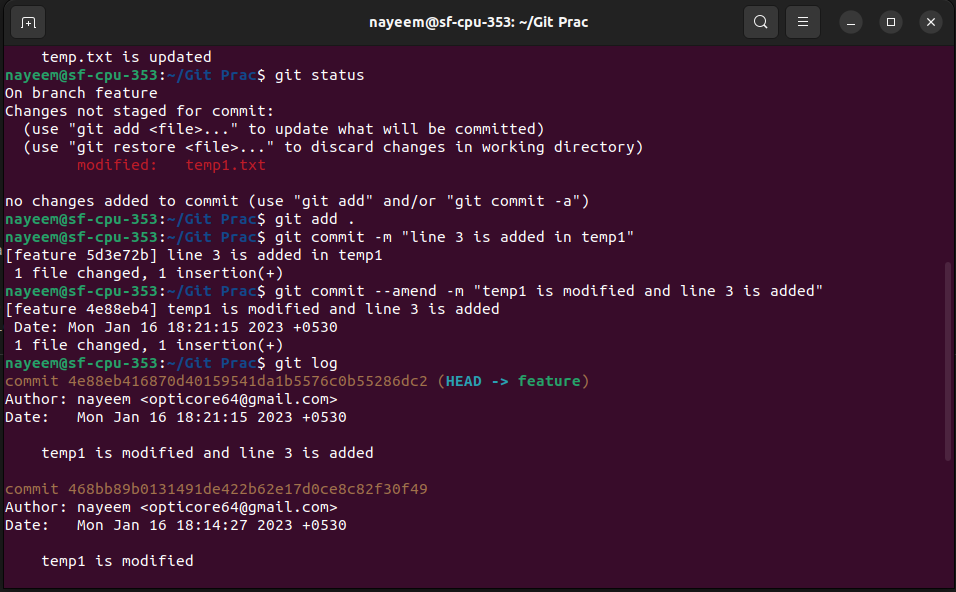 nayeem@sf-cpu-353: ~/Git Prac
    temp.txt is updated
nayeem@sf-cpu-353:~/Git Prac$ git status
On branch feature
Changes not staged for commit:
  (use "git add <file>..." to update what will be committed)
  (use "git restore <file>..." to discard changes in working directory)
        modified:   temp1.txt

no changes added to commit (use "git add" and/or "git commit -a")
nayeem@sf-cpu-353:~/Git Prac$ git add .
nayeem@sf-cpu-353:~/Git Prac$ git commit -m "line 3 is added in temp1"
[feature 5d3e72b] line 3 is added in temp1
 1 file changed, 1 insertion(+)
nayeem@sf-cpu-353:~/Git Prac$ git commit --amend -m "temp1 is modified and line 3 is added"
[feature 4e88eb4] temp1 is modified and line 3 is added
 Date: Mon Jan 16 18:21:15 2023 +0530
 1 file changed, 1 insertion(+)
nayeem@sf-cpu-353:~/Git Prac$ git log
commit 4e88eb416870d40159541da1b5576c0b55286dc2 (HEAD -> feature)
Author: nayeem <opticore64@gmail.com>
Date:   Mon Jan 16 18:21:15 2023 +0530

    temp1 is modified and line 3 is added

commit 468bb89b0131491de422b62e17d0ce8c82f30f49
Author: nayeem <opticore64@gmail.com>
Date:   Mon Jan 16 18:14:27 2023 +0530

    temp1 is modified